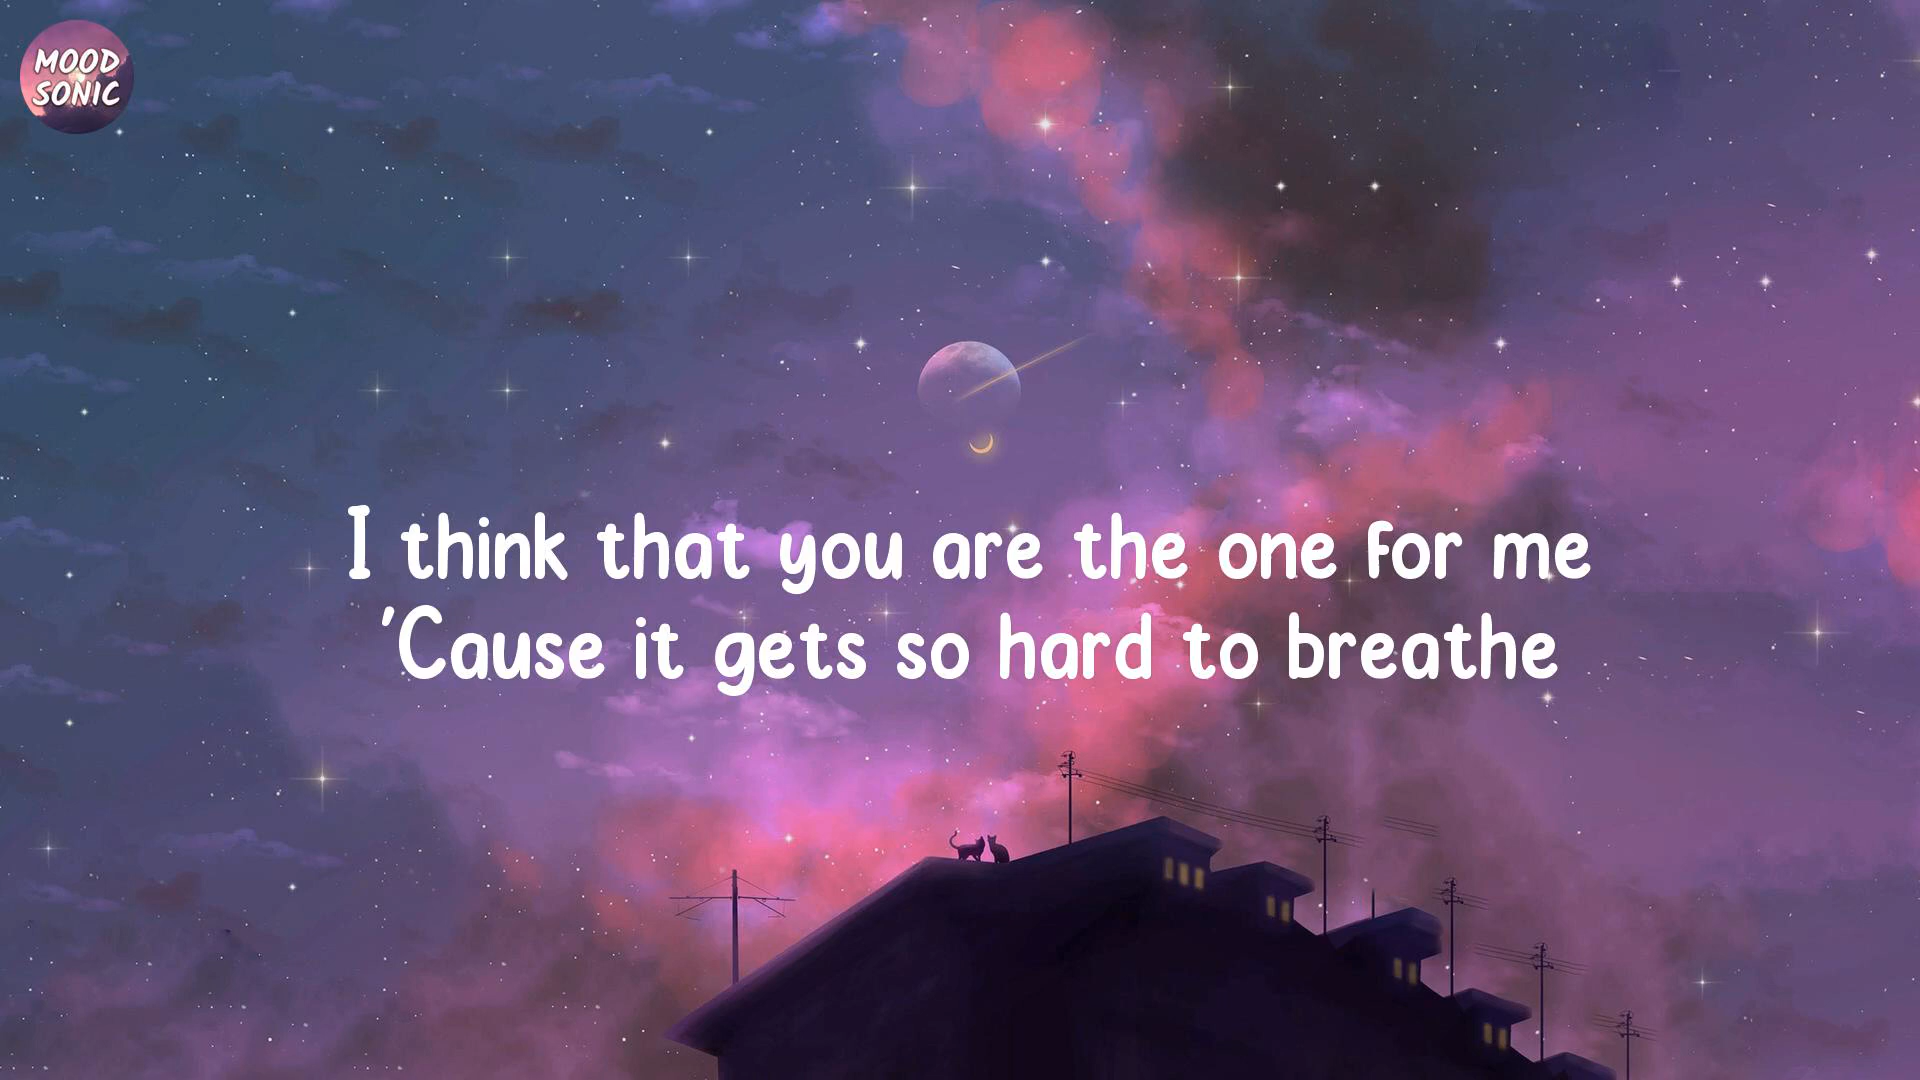 MOOD
SONIC
I think that you are the one for me
'Cause it gets so hard to breathe